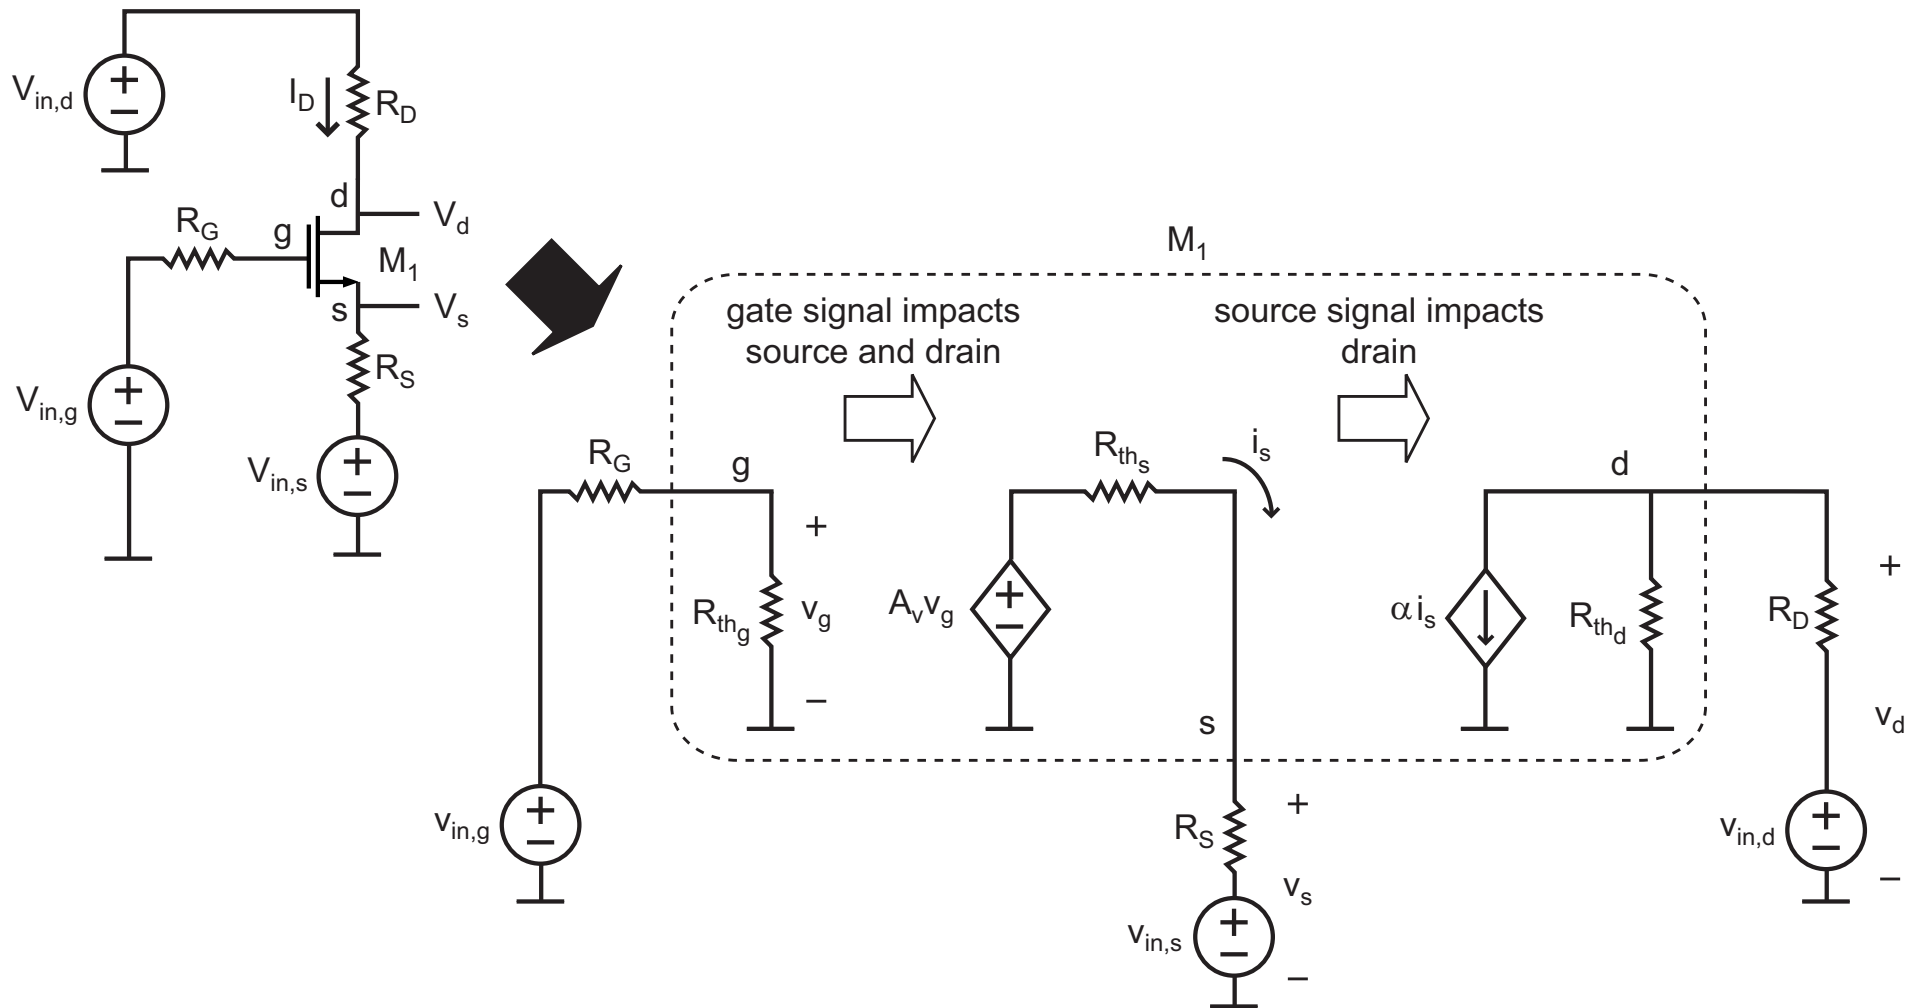 V_in,d
+
−
I_D
R_D
d
V_d
R_G
g
M_1
s
V_s
R_S
V_in,g
+
−
V_in,s
+
−
M_1
gate signal impacts
source and drain
source signal impacts
drain
R_G
g
R_th_s
i_s
d
+
R_th_g
v_g
−
A_v v_g
+
−
α i_s
R_th_d
R_D
+
s
v_d
v_in,g
+
−
R_S
+
v_s
v_in,s
+
−
−
v_in,d
+
−
−